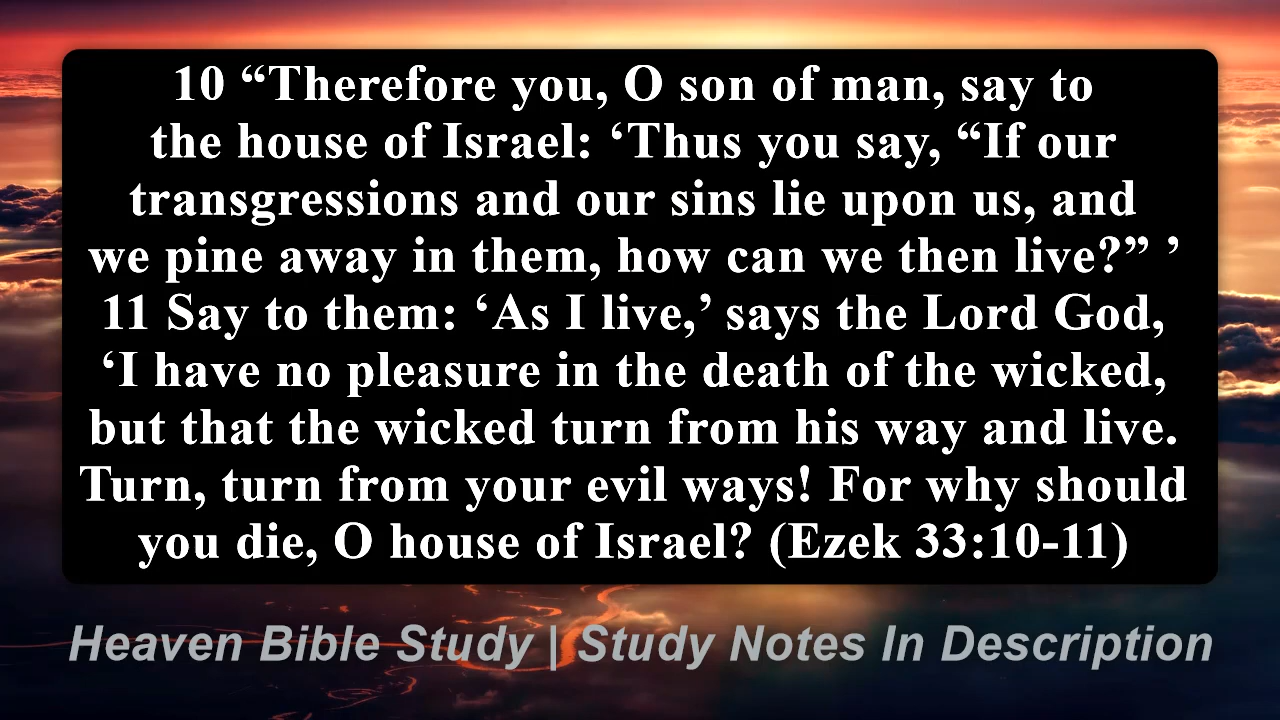 10 “Therefore you, O son of man, say to
the house of Israel: ‘Thus you say, “If our
transgressions and our sins lie upon us, and
we pine away in them, how can we then live?” ’
11 Say to them: ‘As I live,’ says the Lord God,
‘I have no pleasure in the death of the wicked,
but that the wicked turn from his way and live.
Turn, turn from your evil ways! For why should
you die, O house of Israel? (Ezek 33:10-11)
Heaven Bible Study | Study Notes In Description